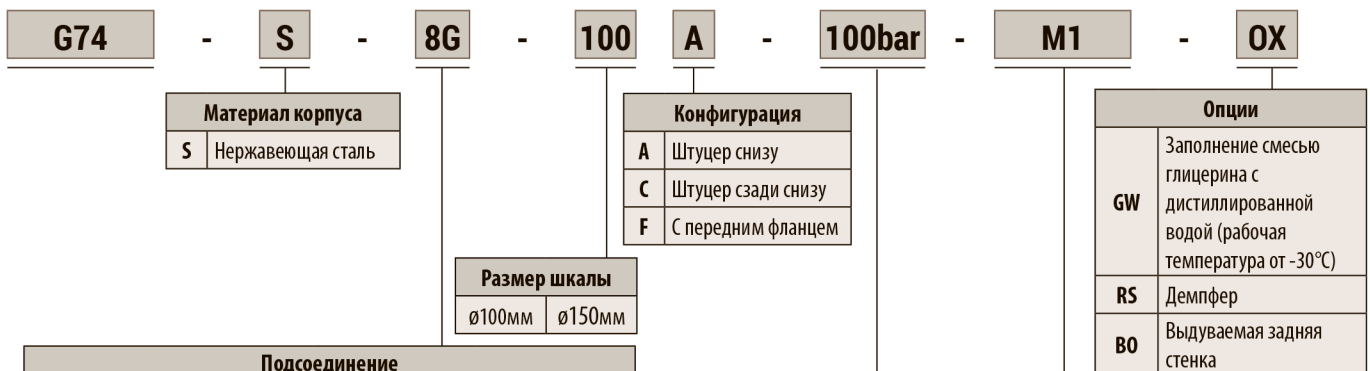 G74 - S - 8G - 100 A - 100bar - M1 - OX
Материал корпуса
S Нержавеющая сталь
Конфигурация
A Штуцер снизу
C Штуцер сзади снизу
F С передним фланцем
Размер шкалы
ø100мм ø150мм
Подсоединение
Опции
GW Заполнение смесью
глицерина с
дистиллированной
водой (рабочая
температура от -30°C)
RS Демпфер
BO Выдуваемая задняя
стенка